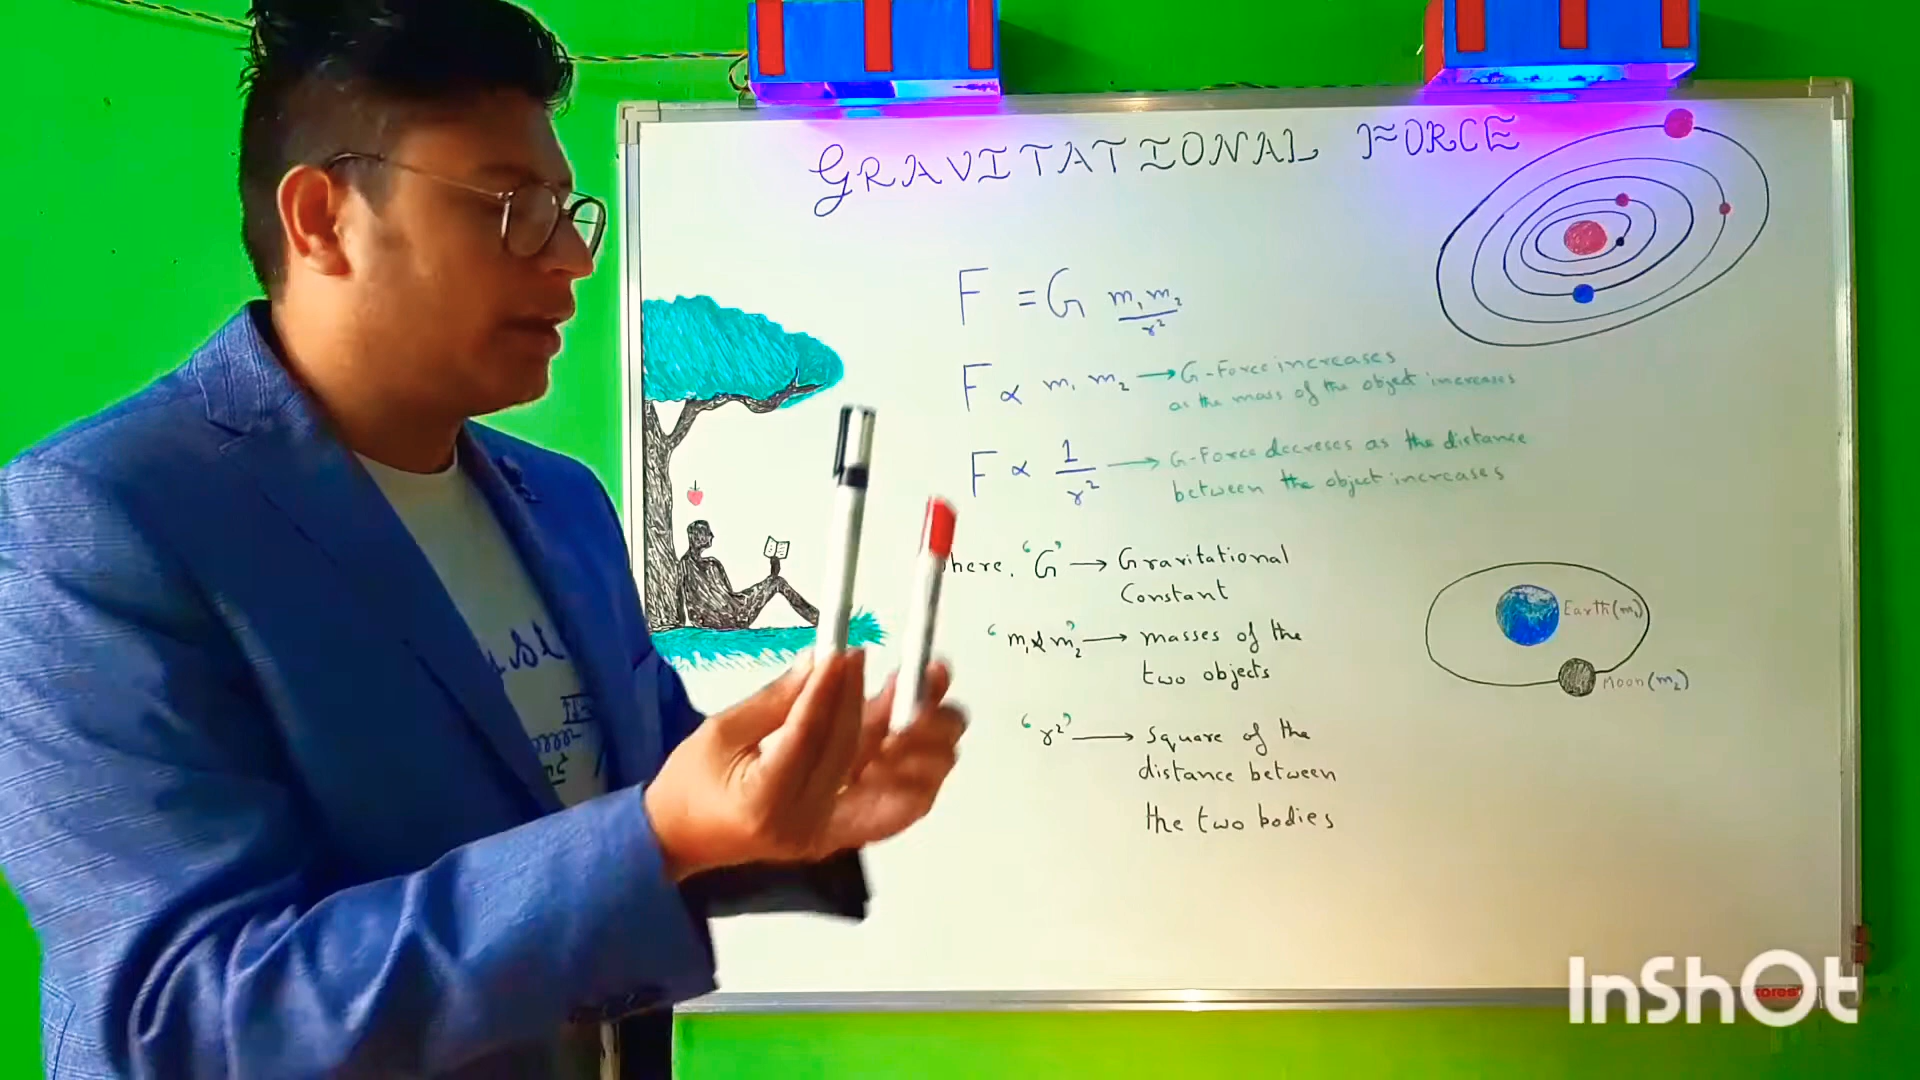 GRAVITATIONAL FORCE
F = G m₁m₂/r²
F ∝ m₁ m₂ → G-Force increases
as the mass of the object increases
F ∝ 1/r² → G-Force decreses as the distance
between the object increases
here, 'G' → Gravitational
Constant
'm₁ & m₂' → masses of the
two objects
'r²' → Square of the
distance between
the two bodies
Earth(m₁)
Moon(m₂)
InShOt